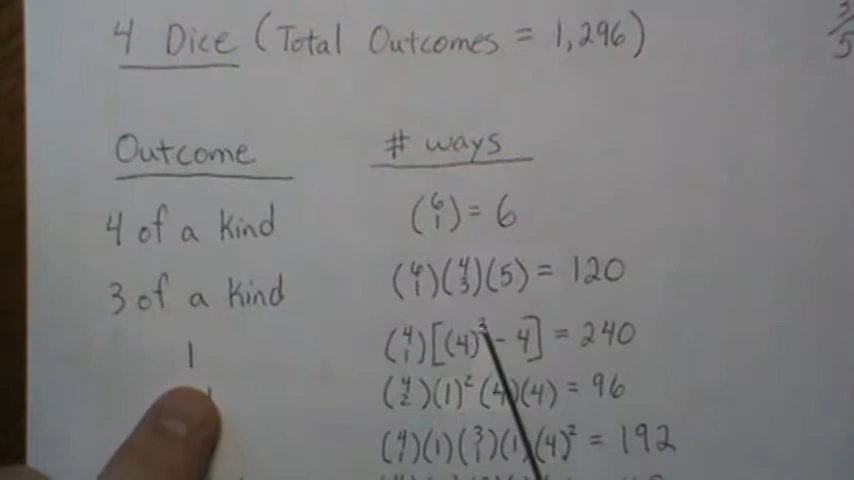 4 Dice (Total Outcomes = 1,296)
Outcome # ways
4 of a kind (6 1) = 6
3 of a kind (6 1)(4 3)(5) = 120
1 (4 1)[(4)³ - 4] = 240
(4 2)(1)² (4)(4) = 96
(4 1)(1)(3 1)(1)(4)² = 192